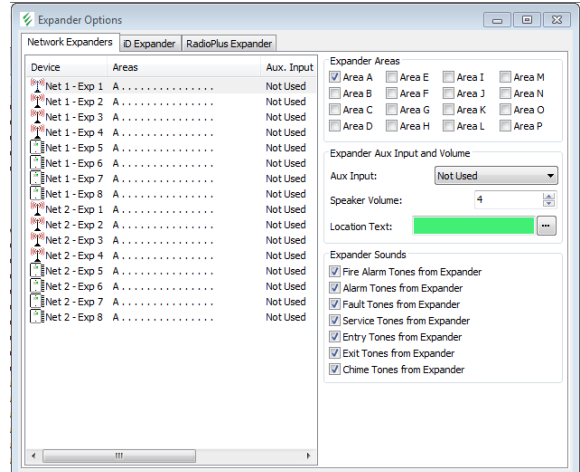 Expander Options
Network Expanders iD Expander RadioPlus Expander
Device Areas Aux. Input
Net 1 - Exp 1 A . . . . . . . . . . . . . . . Not Used
Net 1 - Exp 2 A . . . . . . . . . . . . . . . Not Used
Net 1 - Exp 3 A . . . . . . . . . . . . . . . Not Used
Net 1 - Exp 4 A . . . . . . . . . . . . . . . Not Used
Net 1 - Exp 5 A . . . . . . . . . . . . . . . Not Used
Net 1 - Exp 6 A . . . . . . . . . . . . . . . Not Used
Net 1 - Exp 7 A . . . . . . . . . . . . . . . Not Used
Net 1 - Exp 8 A . . . . . . . . . . . . . . . Not Used
Net 2 - Exp 1 A . . . . . . . . . . . . . . . Not Used
Net 2 - Exp 2 A . . . . . . . . . . . . . . . Not Used
Net 2 - Exp 3 A . . . . . . . . . . . . . . . Not Used
Net 2 - Exp 4 A . . . . . . . . . . . . . . . Not Used
Net 2 - Exp 5 A . . . . . . . . . . . . . . . Not Used
Net 2 - Exp 6 A . . . . . . . . . . . . . . . Not Used
Net 2 - Exp 7 A . . . . . . . . . . . . . . . Not Used
Net 2 - Exp 8 A . . . . . . . . . . . . . . . Not Used
Expander Areas
Area A Area E Area I Area M
Area B Area F Area J Area N
Area C Area G Area K Area O
Area D Area H Area L Area P
Expander Aux Input and Volume
Aux Input: Not Used
Speaker Volume: 4
Location Text: ...
Expander Sounds
Fire Alarm Tones from Expander
Alarm Tones from Expander
Fault Tones from Expander
Service Tones from Expander
Entry Tones from Expander
Exit Tones from Expander
Chime Tones from Expander